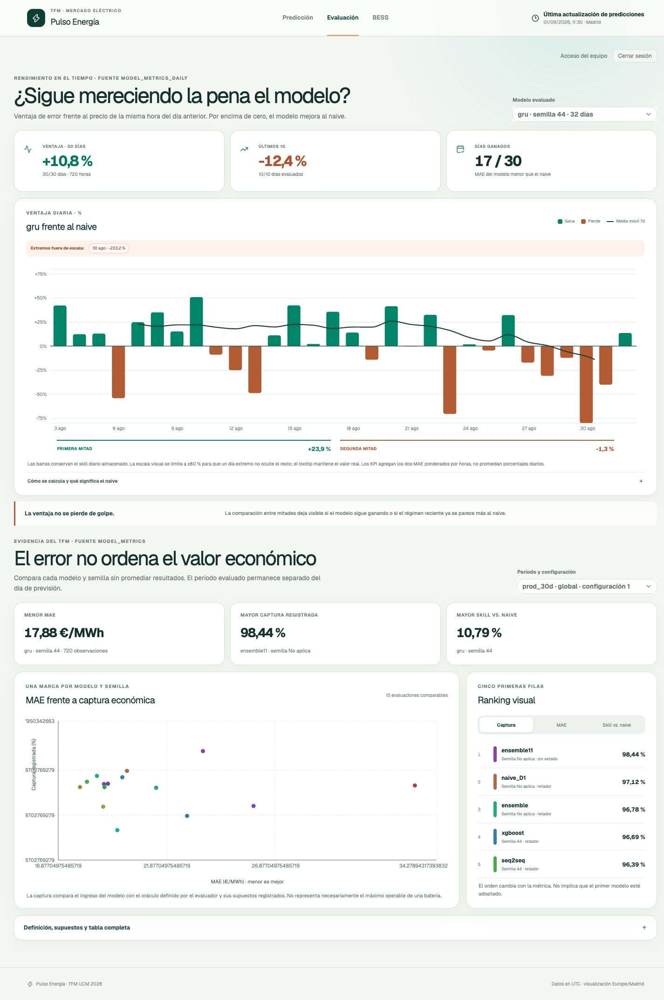 TFM · MERCADO ELÉCTRICO
Pulso Energía
Predicción
Evaluación
BESS
Última actualización de predicciones
01/09/2026, 11:30 · Madrid
Acceso del equipo
Cerrar sesión
RENDIMIENTO EN EL TIEMPO · FUENTE MODEL_METRICS_DAILY
¿Sigue mereciendo la pena el modelo?
Ventaja de error frente al precio de la misma hora del día anterior. Por encima de cero, el modelo mejora al naive.
Modelo evaluado
gru · semilla 44 · 32 días
VENTAJA · 30 DÍAS
+10,8 %
30/30 días · 720 horas
ÚLTIMOS 10
-12,4 %
10/10 días evaluados
DÍAS GANADOS
17 / 30
MAE del modelo menor que el naive
VENTAJA DIARIA · %
gru frente al naive
Gana
Pierde
Media móvil 7d
Extremos fuera de escala:
30 ago · -233,2 %
+75%
+50%
+25%
0%
-25%
-50%
-75%
3 ago
6 ago
9 ago
12 ago
15 ago
18 ago
21 ago
24 ago
27 ago
30 ago
PRIMERA MITAD
+23,9 %
SEGUNDA MITAD
-1,3 %
Las barras conservan el skill diario almacenado. La escala visual se limita a ±80 % para que un día extremo no oculte el resto; el tooltip mantiene el valor real. Los KPI agregan los dos MAE ponderados por horas, no promedian porcentajes diarios.
Cómo se calcula y qué significa el naive
+
La ventaja no se pierde de golpe.
La comparación entre mitades deja visible si el modelo sigue ganando o si el régimen reciente ya se parece más al naive.
EVIDENCIA DEL TFM · FUENTE MODEL_METRICS
El error no ordena el valor económico
Compara cada modelo y semilla sin promediar resultados. El período evaluado permanece separado del
día de previsión.
Período y configuración
prod_30d · global · configuración 1
MENOR MAE
17,88 €/MWh
gru · semilla 44 · 720 observaciones
MAYOR CAPTURA REGISTRADA
98,44 %
ensemble11 · semilla No aplica
MAYOR SKILL VS. NAIVE
10,79 %
gru · semilla 44
UNA MARCA POR MODELO Y SEMILLA
MAE frente a captura económica
15 evaluaciones comparables
7950342663
8702769279
8702769279
8702769279
Captura registrada (%)
16.87704975485719
21.87704975485719
26.87704975485719
34.27894317393832
MAE (€/MWh) · menor es mejor
La captura compara el ingreso del modelo con el oráculo definido por el evaluador y sus supuestos registrados. No representa necesariamente el máximo operable de una batería.
CINCO PRIMERAS FILAS
Ranking visual
Captura
MAE
Skill vs. naive
1
ensemble11
Semilla No aplica · sin estado
98,44 %
2
naive_D1
Semilla No aplica · retador
97,12 %
3
ensemble
Semilla No aplica · retador
96,78 %
4
xgboost
Semilla 44 · retador
96,69 %
5
seq2seq
Semilla 44 · retador
96,39 %
El orden cambia con la métrica. No implica que el primer modelo esté
adoptado.
Definición, supuestos y tabla completa
+
Pulso Energía · TFM UCM 2026
Datos en UTC · visualización Europe/Madrid